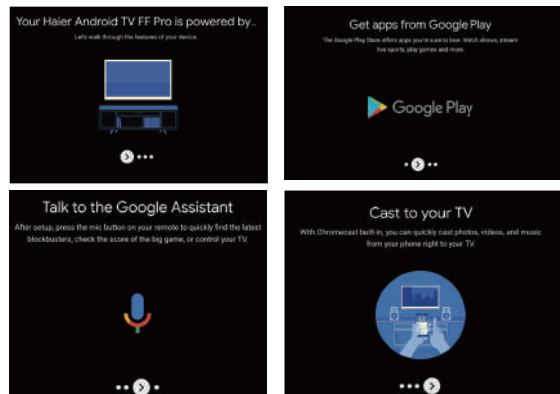 Your Haier Android TV FF Pro is powered by..
Let's walk through the features of your device.
Get apps from Google Play
The Google Play Store offers apps you're sure to love. Watch shows, stream
live sports, play games and more.
Google Play
Talk to the Google Assistant
After setup, press the mic button on your remote to quickly find the latest
blockbusters, check the score of the big game, or control your TV.
Cast to your TV
With Chromecast built-in, you can quickly cast photos, videos, and music
from your phone right to your TV.